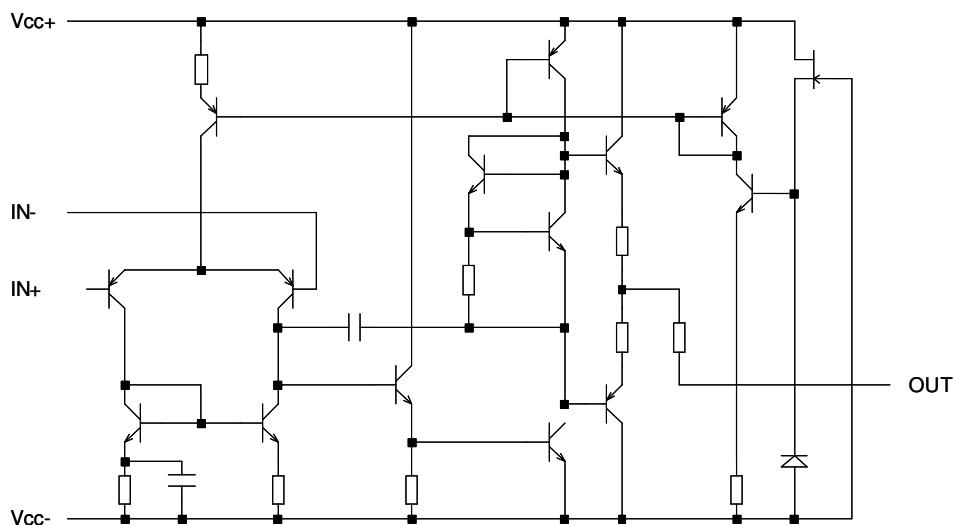 Vcc+
IN-
IN+
OUT
Vcc-